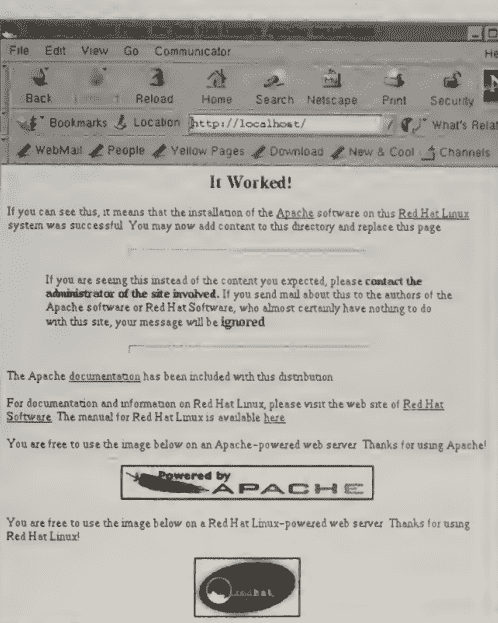 File Edit View Go Communicator He
Back Reload Home Search Netscape Print Security
Bookmarks Location http://localhost/ What's Relat
WebMail People Yellow Pages Download New & Cool Channels
It Worked!
If you can see this, it means that the installation of the Apache software on this Red Hat Linux
system was successful You may now add content to this directory and replace this page
If you are seeing this instead of the content you expected, please contact the
administrator of the site involved. If you send mail about this to the authors of the
Apache software or Red Hat Software, who almost certainly have nothing to do
with this site, your message will be ignored
The Apache documentation has been included with this distribution
For documentation and information on Red Hat Linux, please visit the web site of Red Hat
Software The manual for Red Hat Linux is available here
You are free to use the image below on an Apache-powered web server Thanks for using Apache!
Powered by
APACHE
You are free to use the image below on a Red Hat Linux-powered web server Thanks for using
Red Hat Linux!
redhat